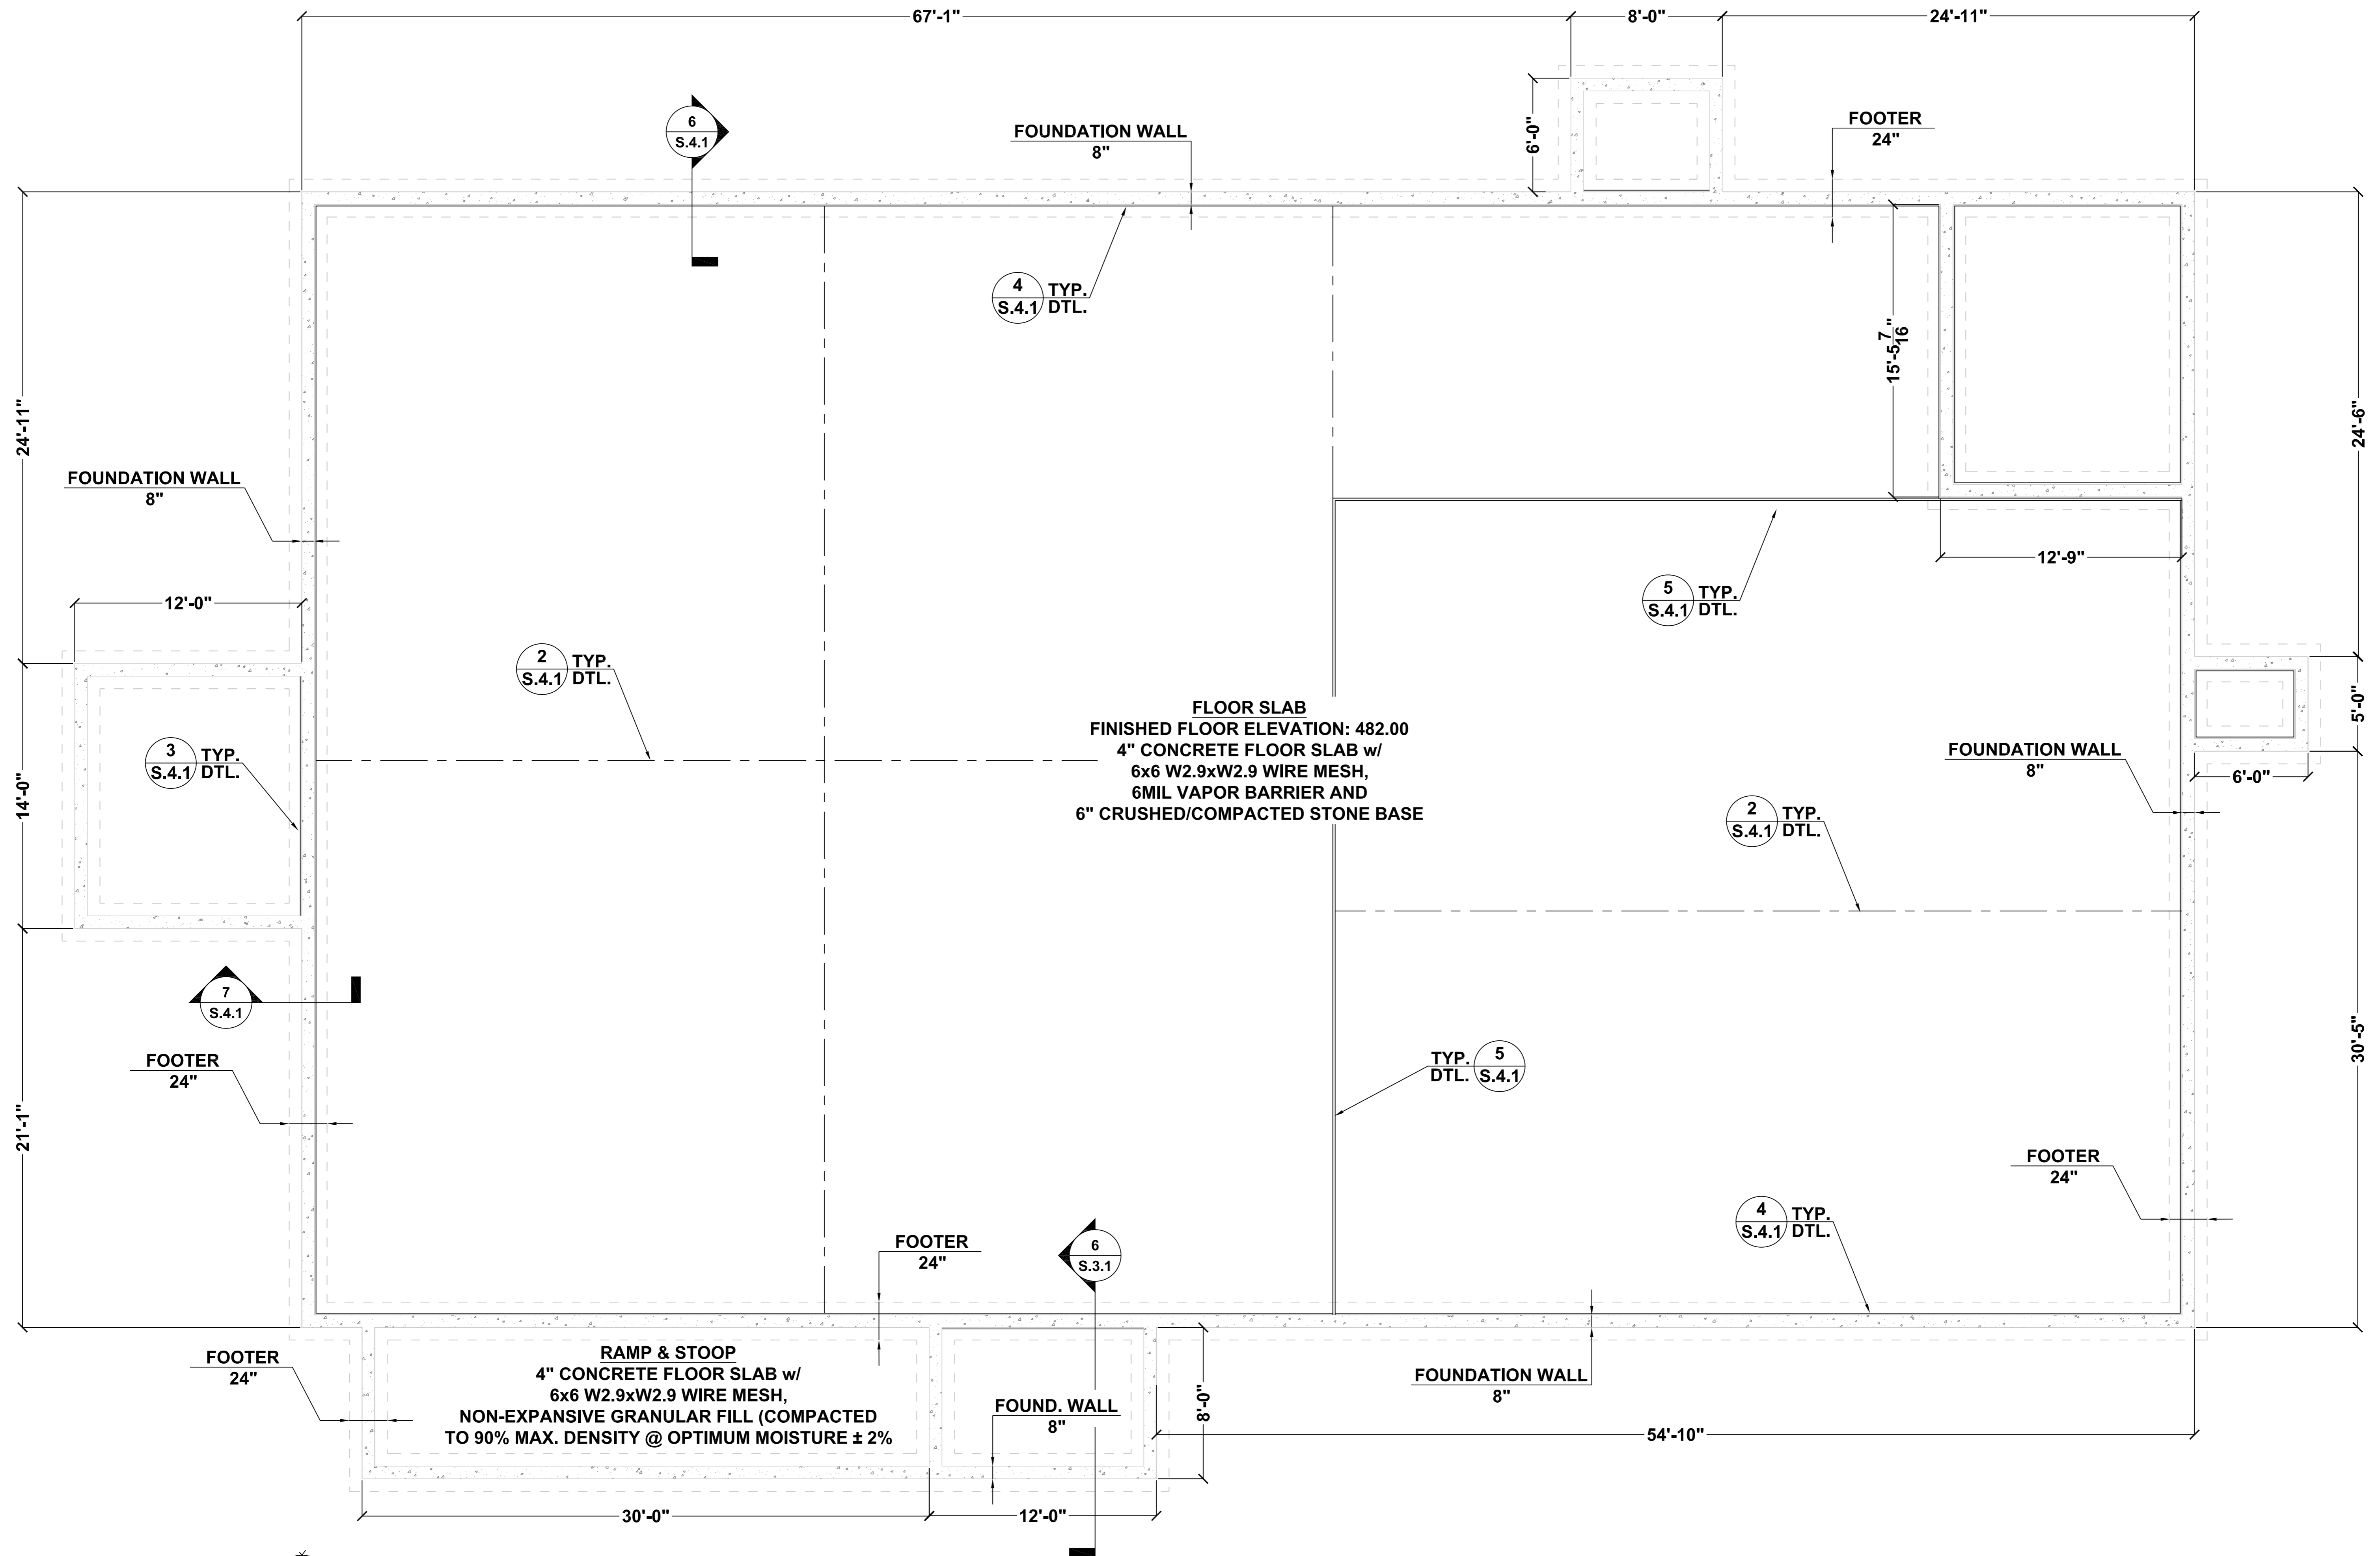 67'-1"
8'-0"
24'-11"
6
S.4.1
FOUNDATION WALL
8"
6'-0"
FOOTER
24"
4
S.4.1
TYP.
DTL.
15'-5 7/16"
24'-11"
24'-6"
FOUNDATION WALL
8"
12'-9"
5
S.4.1
TYP.
DTL.
12'-0"
2
S.4.1
TYP.
DTL.
FLOOR SLAB
FINISHED FLOOR ELEVATION: 482.00
4" CONCRETE FLOOR SLAB w/
6x6 W2.9xW2.9 WIRE MESH,
6MIL VAPOR BARRIER AND
6" CRUSHED/COMPACTED STONE BASE
5'-0"
3
S.4.1
TYP.
DTL.
14'-0"
FOUNDATION WALL
8"
6'-0"
2
S.4.1
TYP.
DTL.
7
S.4.1
30'-5"
FOOTER
24"
TYP.
DTL.
5
S.4.1
21'-1"
FOOTER
24"
4
S.4.1
TYP.
DTL.
FOOTER
24"
6
S.3.1
FOOTER
24"
RAMP & STOOP
4" CONCRETE FLOOR SLAB w/
6x6 W2.9xW2.9 WIRE MESH,
NON-EXPANSIVE GRANULAR FILL (COMPACTED
TO 90% MAX. DENSITY @ OPTIMUM MOISTURE ± 2%
FOUND. WALL
8"
8'-0"
FOUNDATION WALL
8"
54'-10"
30'-0"
12'-0"